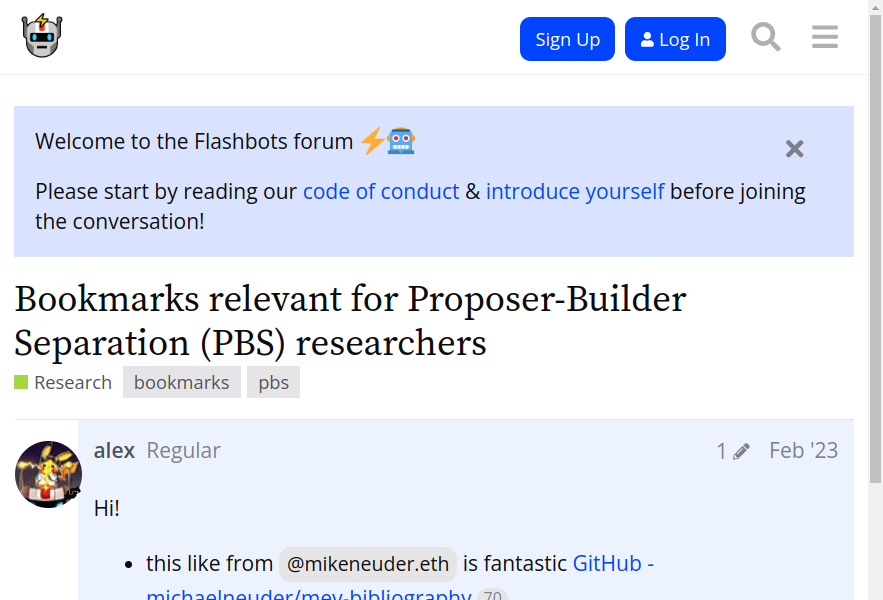 Sign Up
Log In
Welcome to the Flashbots forum
Please start by reading our code of conduct & introduce yourself before joining
the conversation!
Bookmarks relevant for Proposer-Builder
Separation (PBS) researchers
Research bookmarks pbs
alex Regular 1 Feb '23
Hi!
this like from @mikeneuder.eth is fantastic GitHub -
michaelneuder/mev-bibliography 70